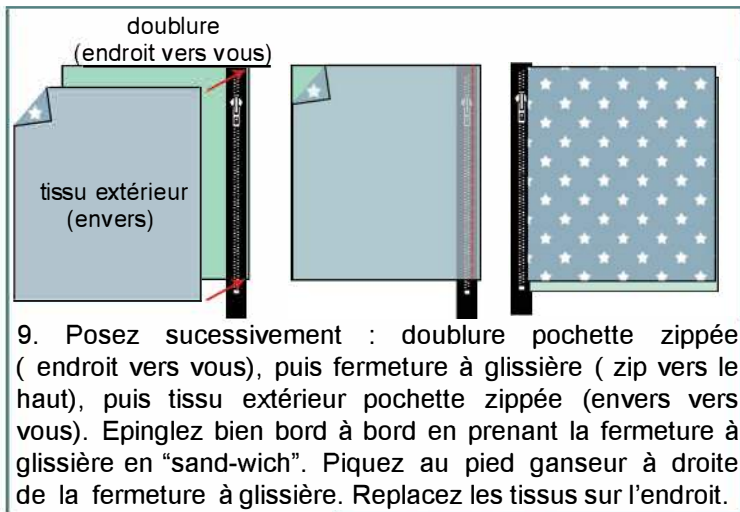 doublure
(endroit vers vous)
tissu extérieur
(envers)
9. Posez sucessivement : doublure pochette zippée
( endroit vers vous), puis fermeture à glissière ( zip vers le
haut), puis tissu extérieur pochette zippée (envers vers
vous). Epinglez bien bord à bord en prenant la fermeture à
glissière en “sand-wich”. Piquez au pied ganseur à droite
de la fermeture à glissière. Replacez les tissus sur l’endroit.